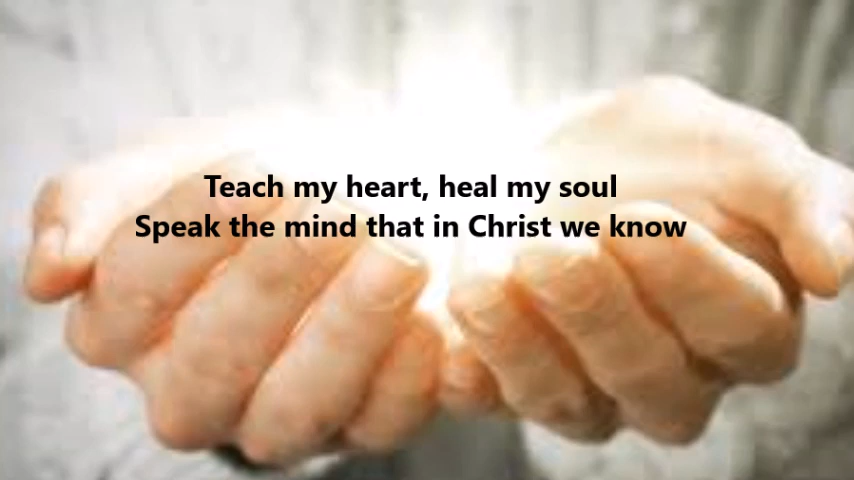 Teach my heart, heal my soul
Speak the mind that in Christ we know